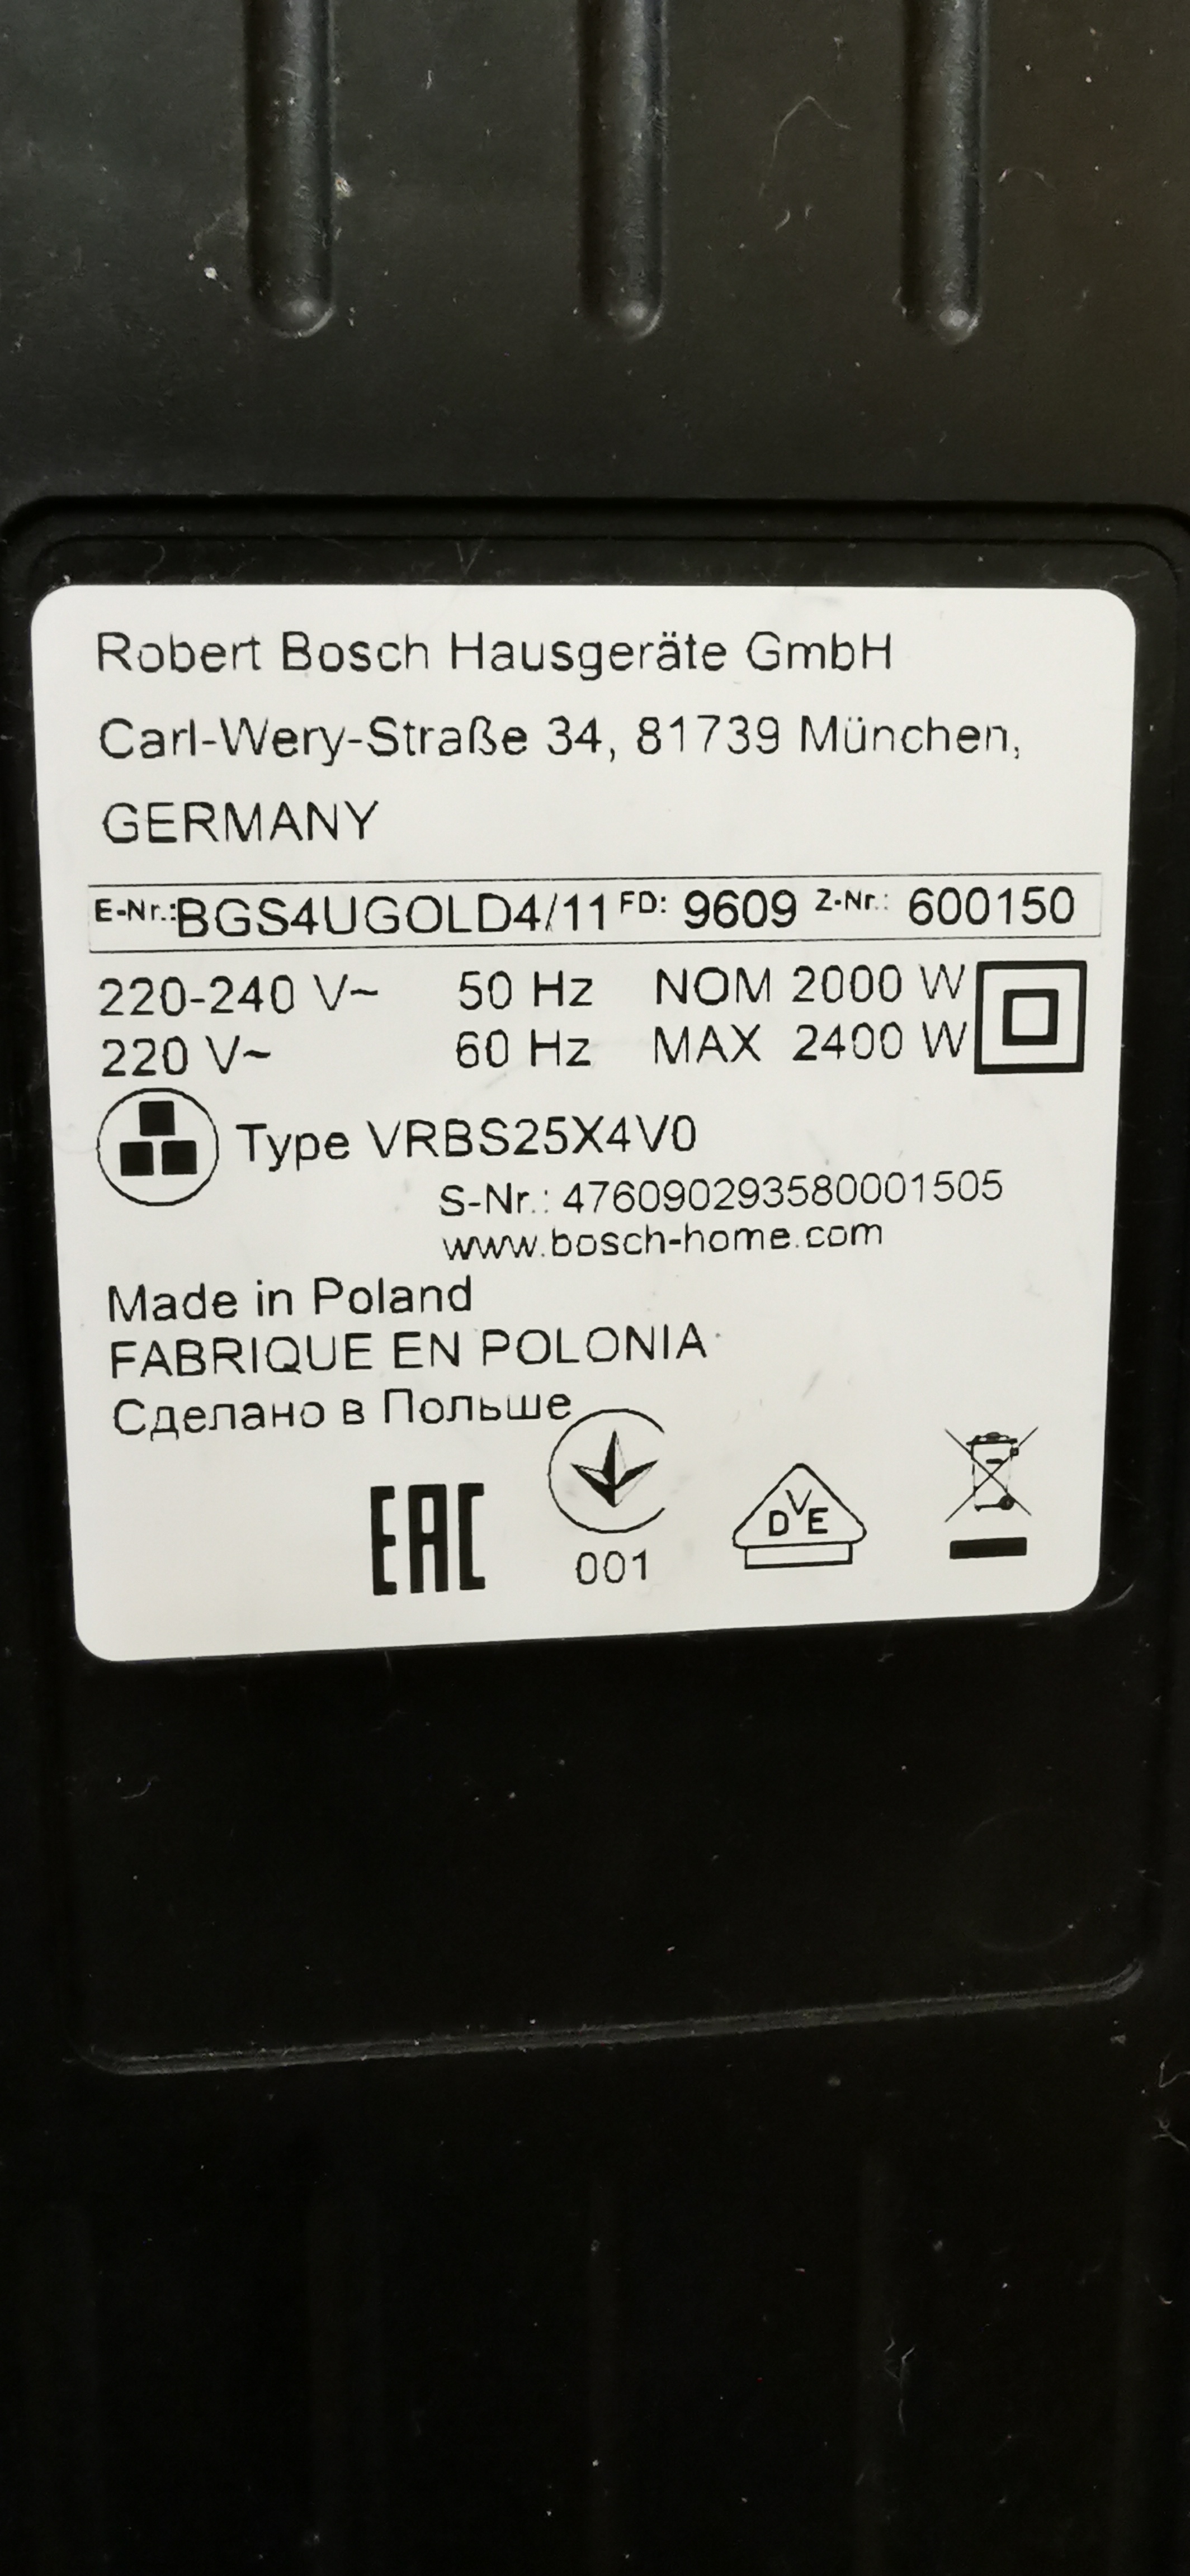 Robert Bosch Hausgeräte GmbH
Carl-Wery-Straße 34, 81739 München,
GERMANY
E-Nr.:BGS4UGOLD4/11 FD: 9609 Z-Nr.: 600150
220-240 V~ 50 Hz NOM 2000 W
220 V~ 60 Hz MAX 2400 W
Type VRBS25X4V0
S-Nr.: 476090293580001505
www.bosch-home.com
Made in Poland
FABRIQUE EN POLONIA
Сделано в Польше
EAC
001
DVE